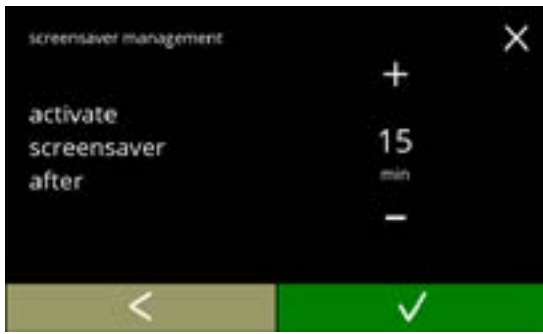 screensaver management
activate
screensaver
after
+
15
min
-